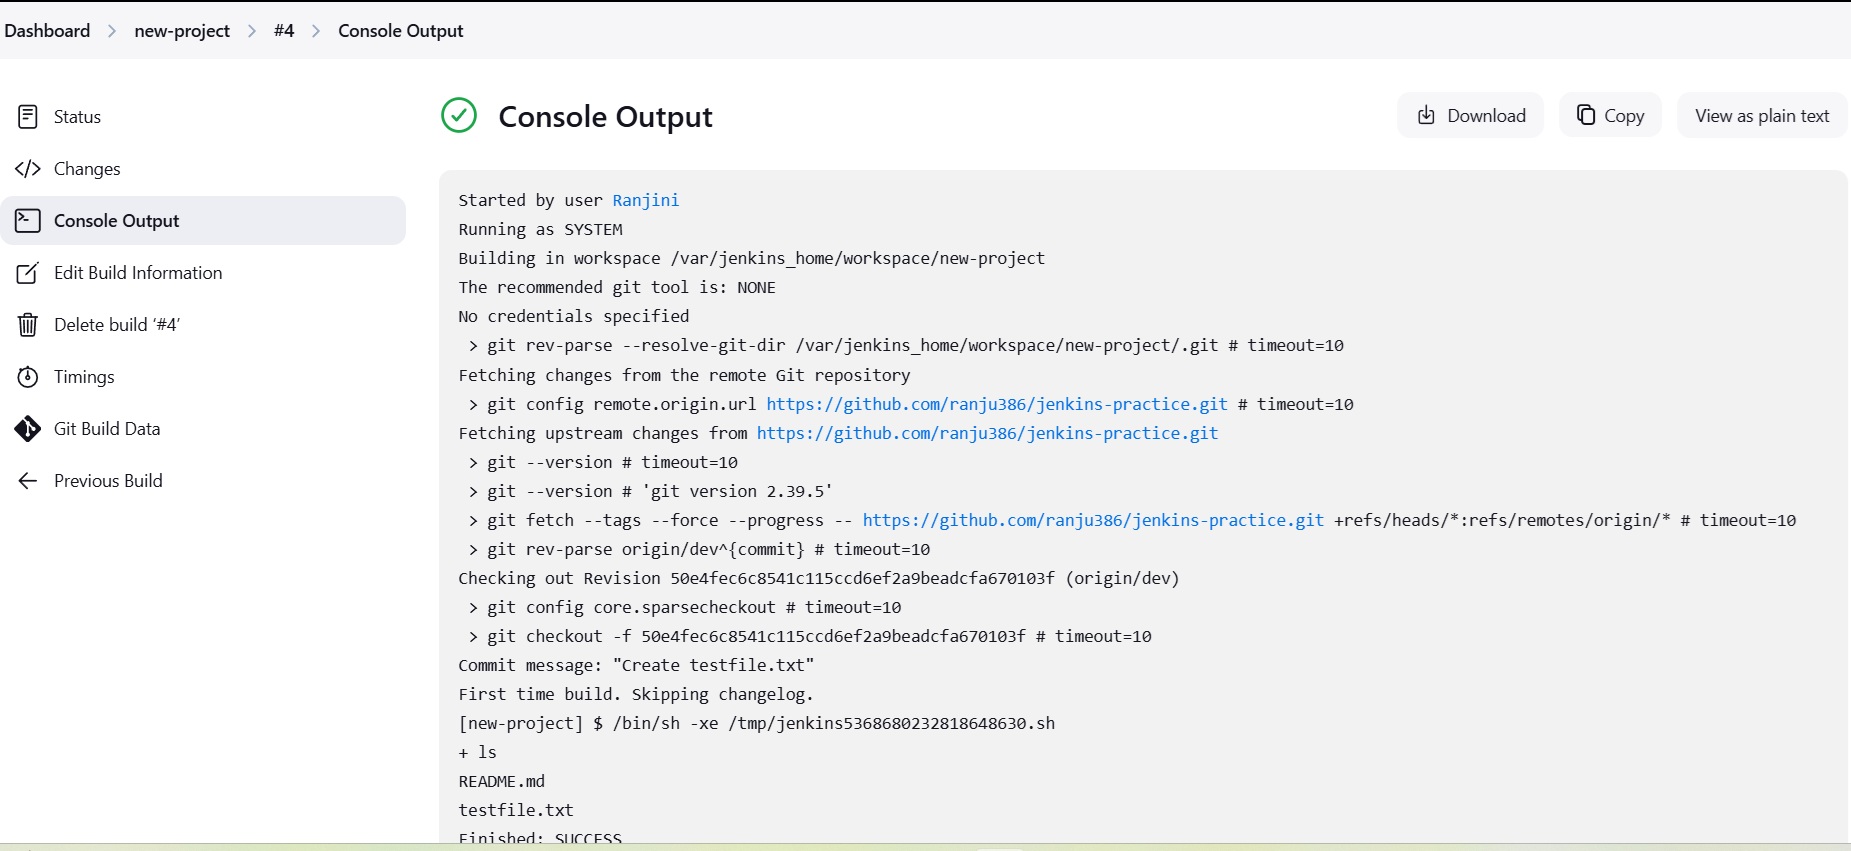 Dashboard > new-project > #4 > Console Output
Status
Changes
Console Output
Edit Build Information
Delete build ‘#4’
Timings
Git Build Data
Previous Build
Console Output
Download
Copy
View as plain text
Started by user Ranjini
Running as SYSTEM
Building in workspace /var/jenkins_home/workspace/new-project
The recommended git tool is: NONE
No credentials specified
 > git rev-parse --resolve-git-dir /var/jenkins_home/workspace/new-project/.git # timeout=10
Fetching changes from the remote Git repository
 > git config remote.origin.url https://github.com/ranju386/jenkins-practice.git # timeout=10
Fetching upstream changes from https://github.com/ranju386/jenkins-practice.git
 > git --version # timeout=10
 > git --version # 'git version 2.39.5'
 > git fetch --tags --force --progress -- https://github.com/ranju386/jenkins-practice.git +refs/heads/*:refs/remotes/origin/* # timeout=10
 > git rev-parse origin/dev^{commit} # timeout=10
Checking out Revision 50e4fec6c8541c115ccd6ef2a9beadcfa670103f (origin/dev)
 > git config core.sparsecheckout # timeout=10
 > git checkout -f 50e4fec6c8541c115ccd6ef2a9beadcfa670103f # timeout=10
Commit message: "Create testfile.txt"
First time build. Skipping changelog.
[new-project] $ /bin/sh -xe /tmp/jenkins5368680232818648630.sh
+ ls
README.md
testfile.txt
Finished: SUCCESS